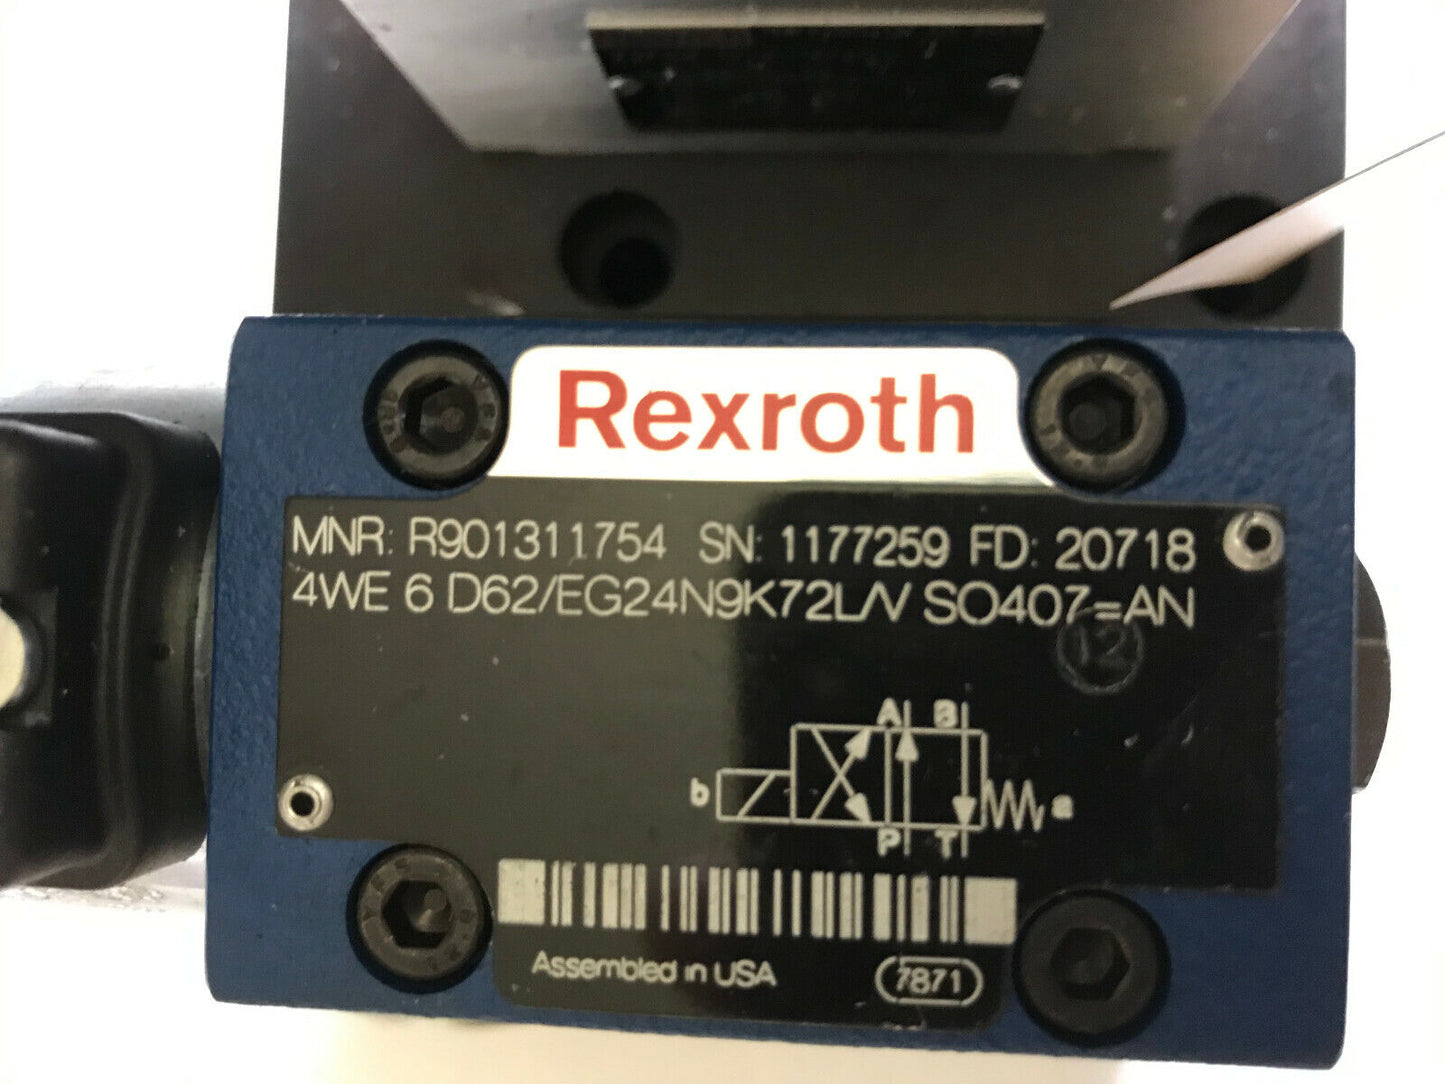 Rexroth
MNR: R901311754 SN: 1177259 FD: 20718
4WE 6 D62/EG24N9K72L/V SO407=AN
12
A B
b a
P T
Assembled in USA 7871